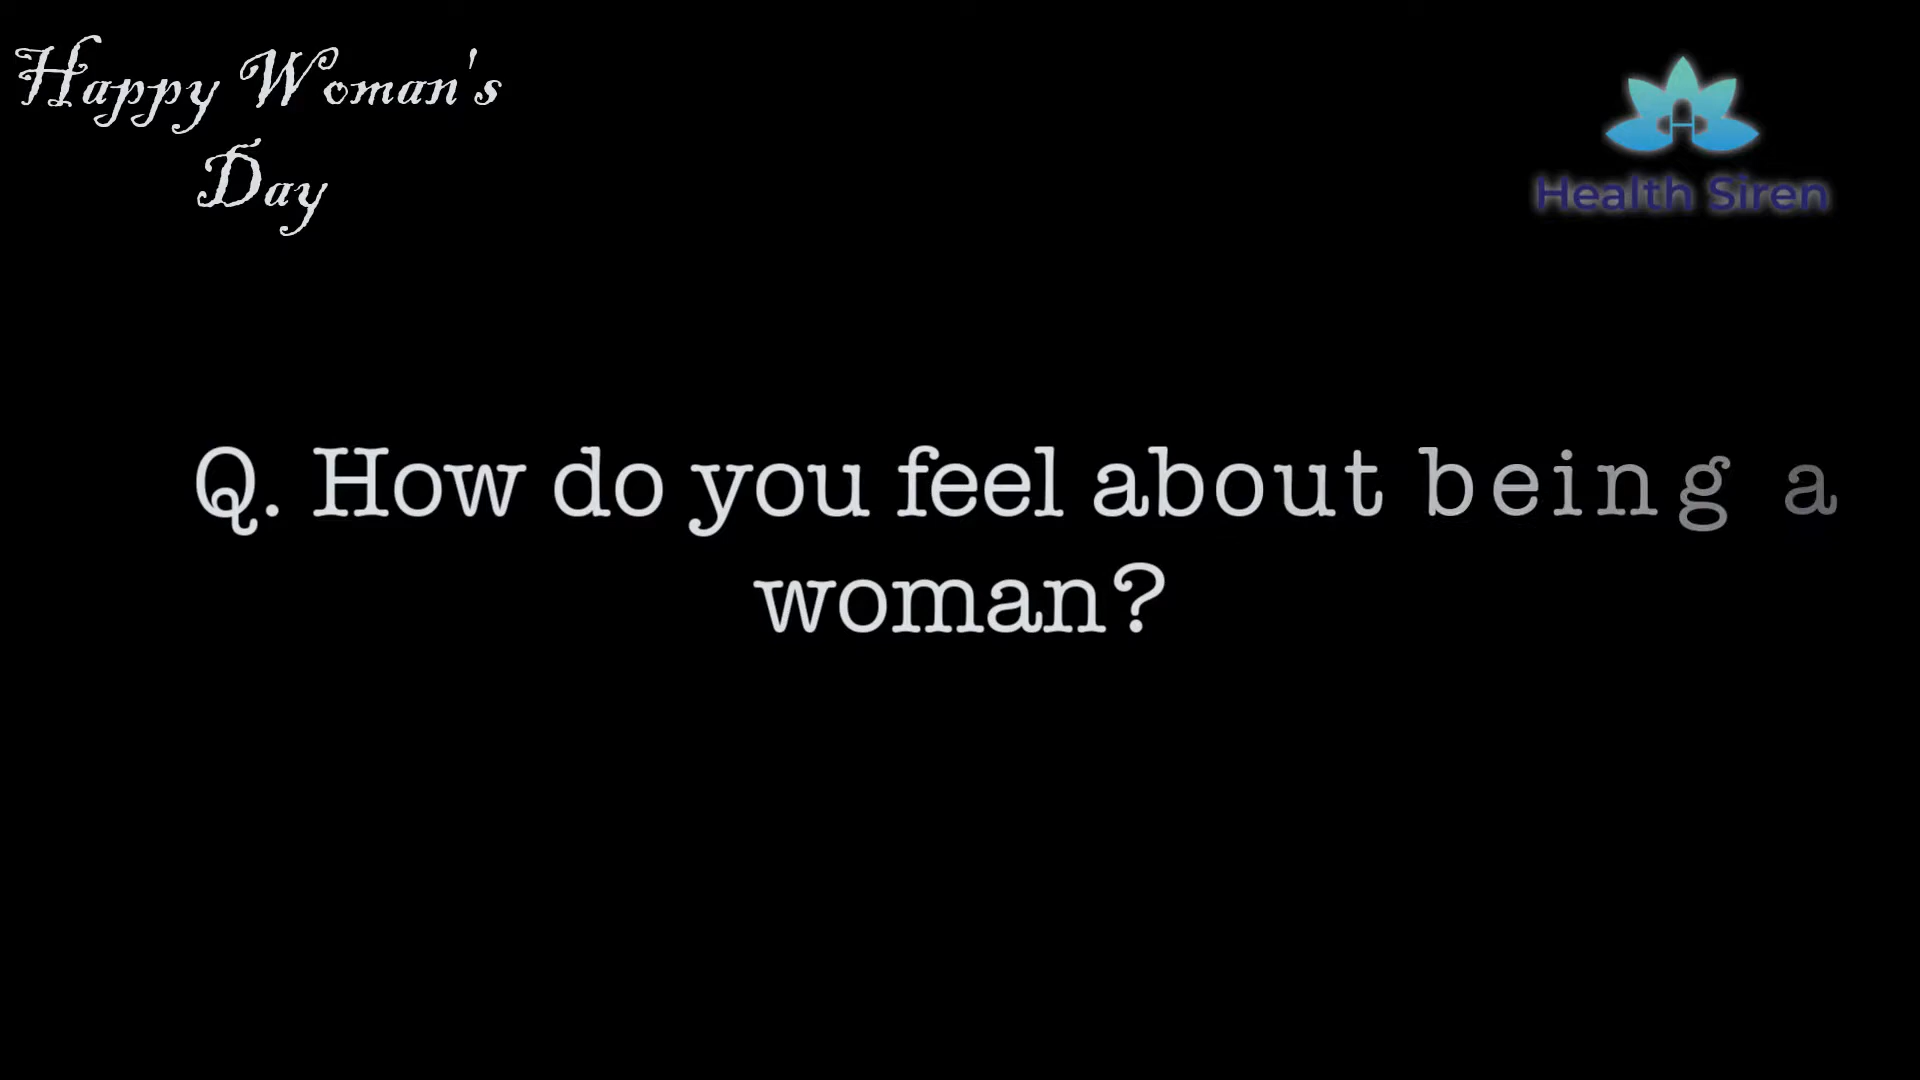 Happy Woman's
Day
Health Siren
Q. How do you feel about being a
woman?